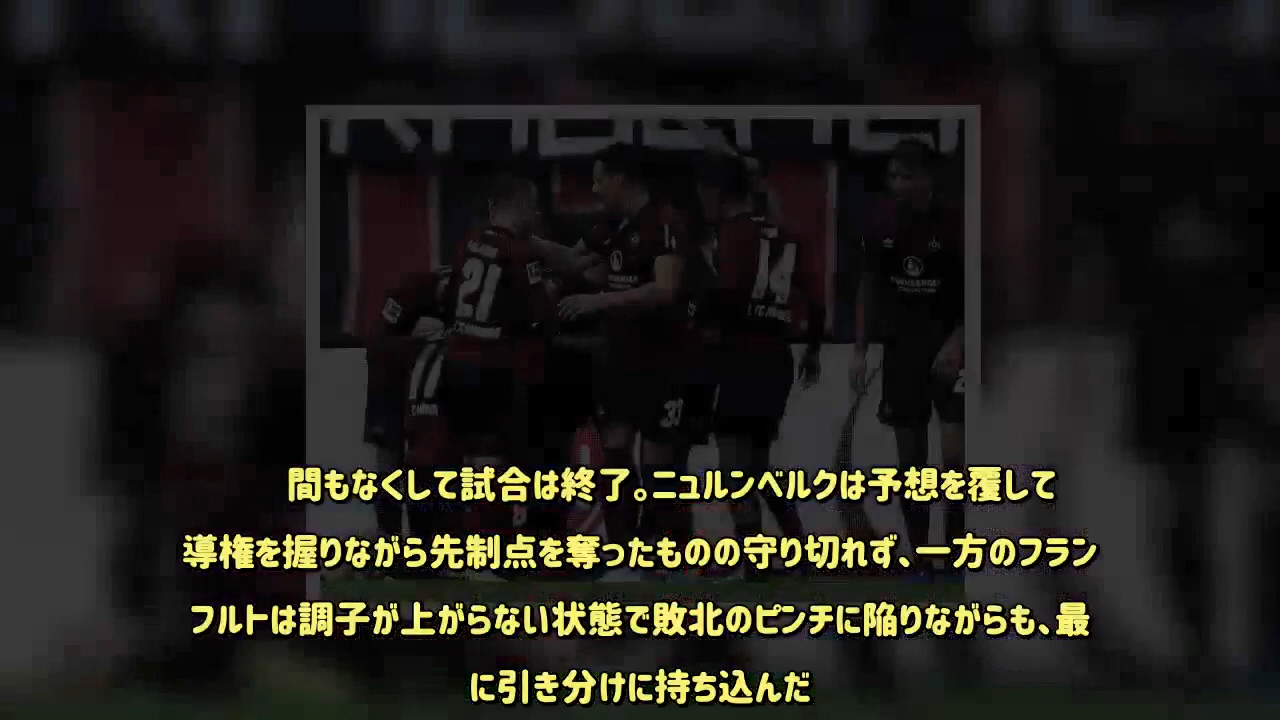 間もなくして試合は終了。ニュルンベルクは予想を覆して
導権を握りながら先制点を奪ったものの守り切れず、一方のフラン
フルトは調子が上がらない状態で敗北のピンチに陥りながらも、最
に引き分けに持ち込んだ
21
14
33